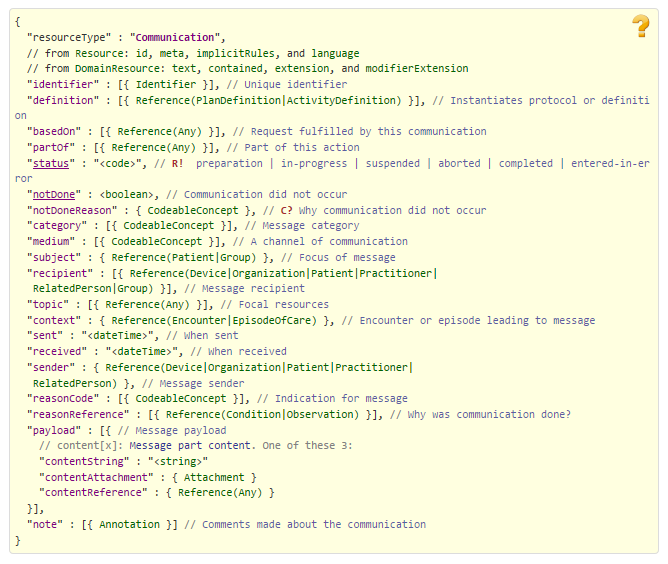 {
  "resourceType" : "Communication",
  // from Resource: id, meta, implicitRules, and language
  // from DomainResource: text, contained, extension, and modifierExtension
  "identifier" : [{ Identifier }], // Unique identifier
  "definition" : [{ Reference(PlanDefinition|ActivityDefinition) }], // Instantiates protocol or definiti
on
  "basedOn" : [{ Reference(Any) }], // Request fulfilled by this communication
  "partOf" : [{ Reference(Any) }], // Part of this action
  "status" : "<code>", // R!  preparation | in-progress | suspended | aborted | completed | entered-in-er
ror
  "notDone" : <boolean>, // Communication did not occur
  "notDoneReason" : { CodeableConcept }, // C? Why communication did not occur
  "category" : [{ CodeableConcept }], // Message category
  "medium" : [{ CodeableConcept }], // A channel of communication
  "subject" : { Reference(Patient|Group) }, // Focus of message
  "recipient" : [{ Reference(Device|Organization|Patient|Practitioner|
   RelatedPerson|Group) }], // Message recipient
  "topic" : [{ Reference(Any) }], // Focal resources
  "context" : { Reference(Encounter|EpisodeOfCare) }, // Encounter or episode leading to message
  "sent" : "<dateTime>", // When sent
  "received" : "<dateTime>", // When received
  "sender" : { Reference(Device|Organization|Patient|Practitioner|
   RelatedPerson) }, // Message sender
  "reasonCode" : [{ CodeableConcept }], // Indication for message
  "reasonReference" : [{ Reference(Condition|Observation) }], // Why was communication done?
  "payload" : [{ // Message payload
    // content[x]: Message part content. One of these 3:
    "contentString" : "<string>"
    "contentAttachment" : { Attachment }
    "contentReference" : { Reference(Any) }
  }],
  "note" : [{ Annotation }] // Comments made about the communication
}